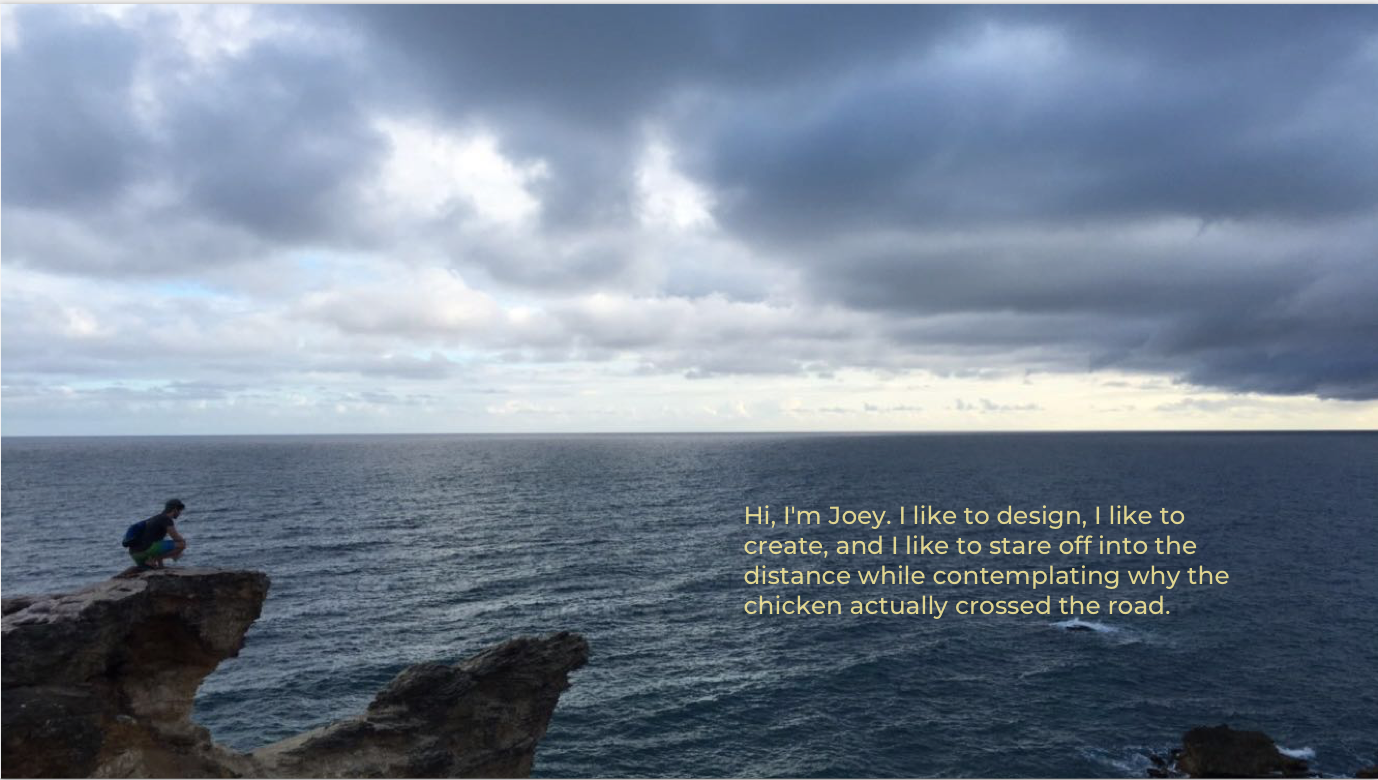 Hi, I'm Joey. I like to design, I like to
create, and I like to stare off into the
distance while contemplating why the
chicken actually crossed the road.